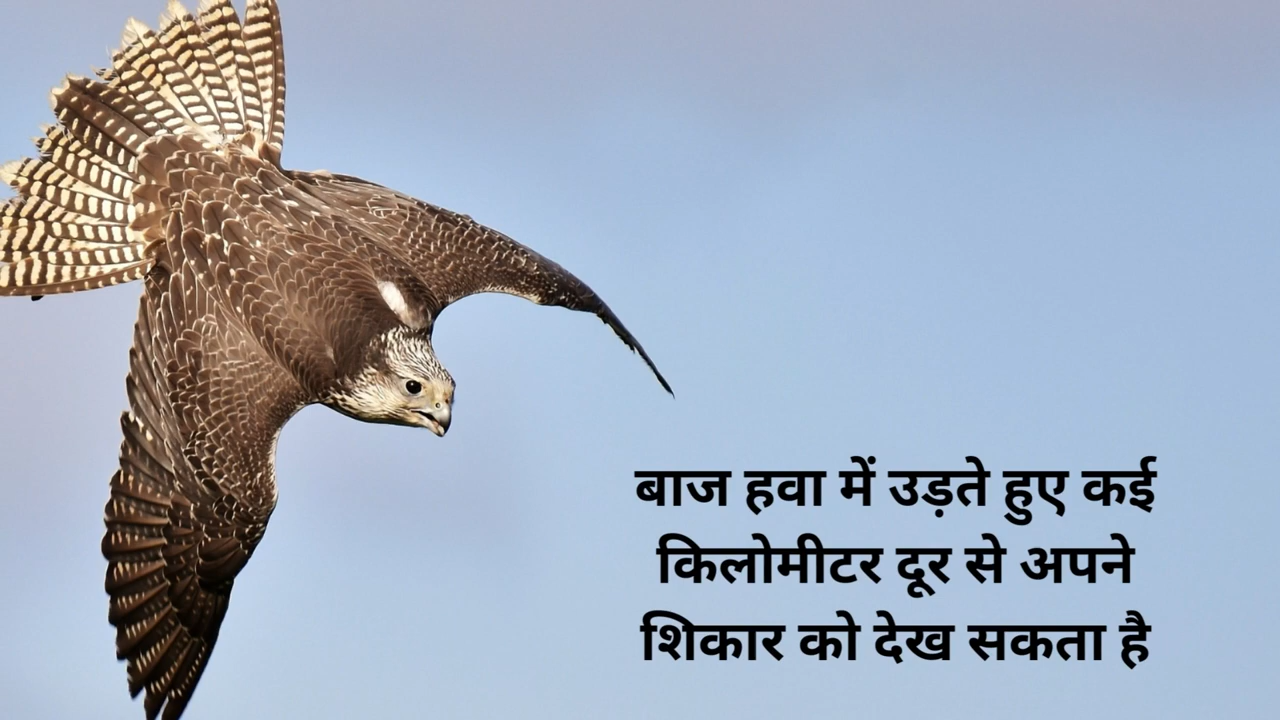 बाज हवा में उड़ते हुए कई
किलोमीटर दूर से अपने
शिकार को देख सकता है